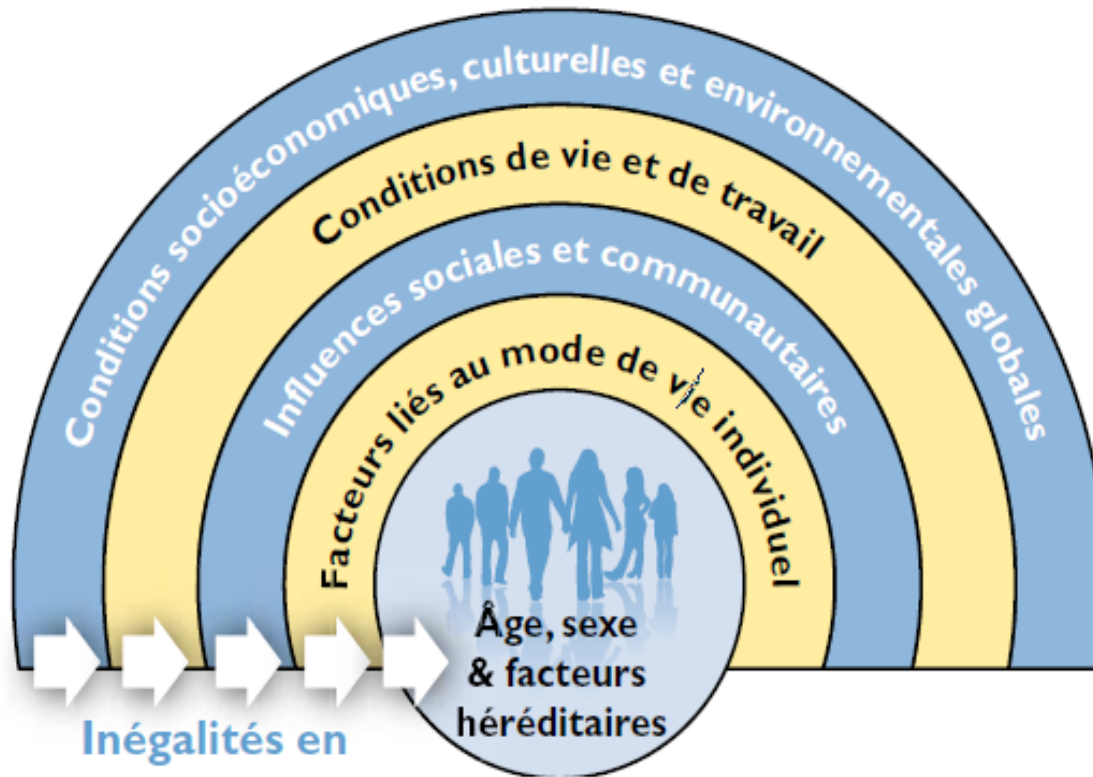 Conditions socioéconomiques, culturelles et environnementales globales
Conditions de vie et de travail
Influences sociales et communautaires
Facteurs liés au mode de vie individuel
Âge, sexe
& facteurs
héréditaires
Inégalités en